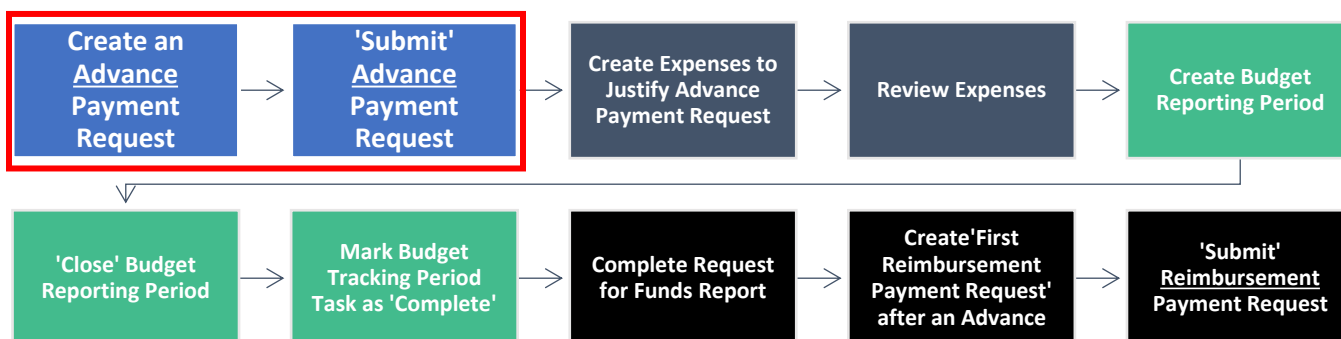 Create an
Advance
Payment
Request
'Submit'
Advance
Payment
Request
Create Expenses to
Justify Advance
Payment Request
Review Expenses
Create Budget
Reporting Period
'Close' Budget
Reporting Period
Mark Budget
Tracking Period
Task as 'Complete'
Complete Request
for Funds Report
Create'First
Reimbursement
Payment Request'
after an Advance
'Submit'
Reimbursement
Payment Request